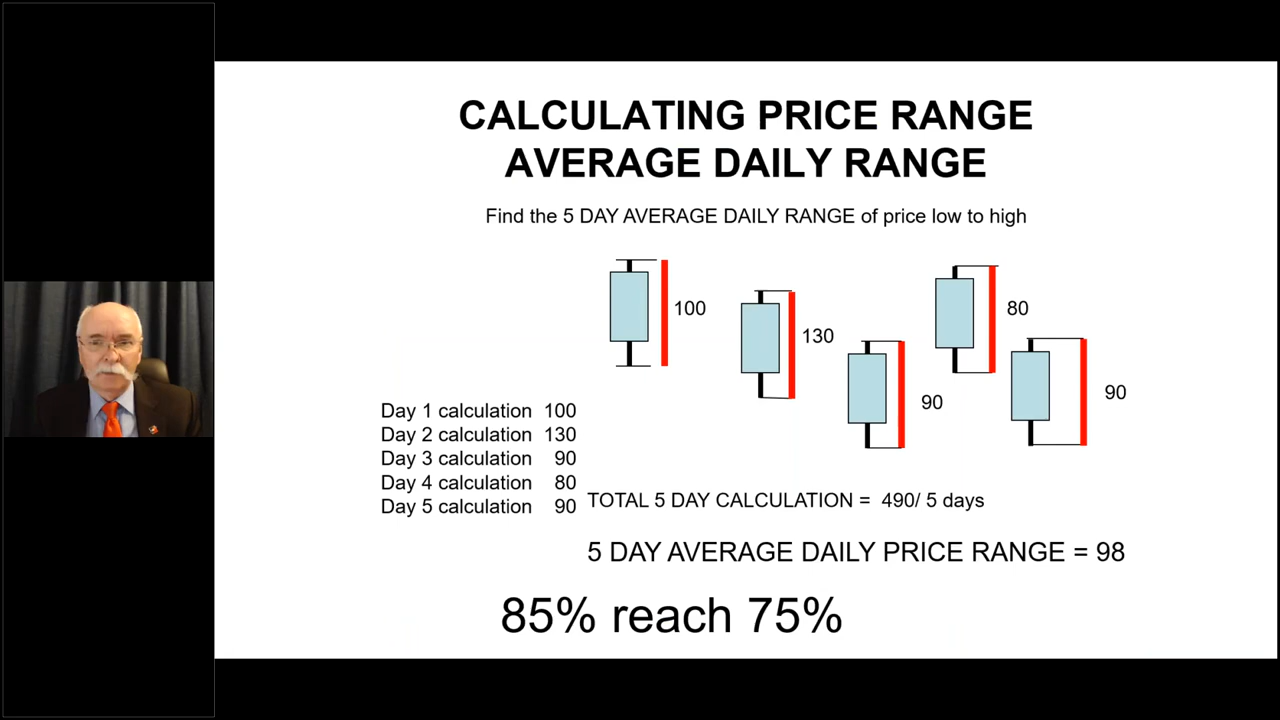 CALCULATING PRICE RANGE
AVERAGE DAILY RANGE
Find the 5 DAY AVERAGE DAILY RANGE of price low to high
100
130
90
80
90
Day 1 calculation 100
Day 2 calculation 130
Day 3 calculation 90
Day 4 calculation 80
Day 5 calculation 90
TOTAL 5 DAY CALCULATION = 490/ 5 days
5 DAY AVERAGE DAILY PRICE RANGE = 98
85% reach 75%